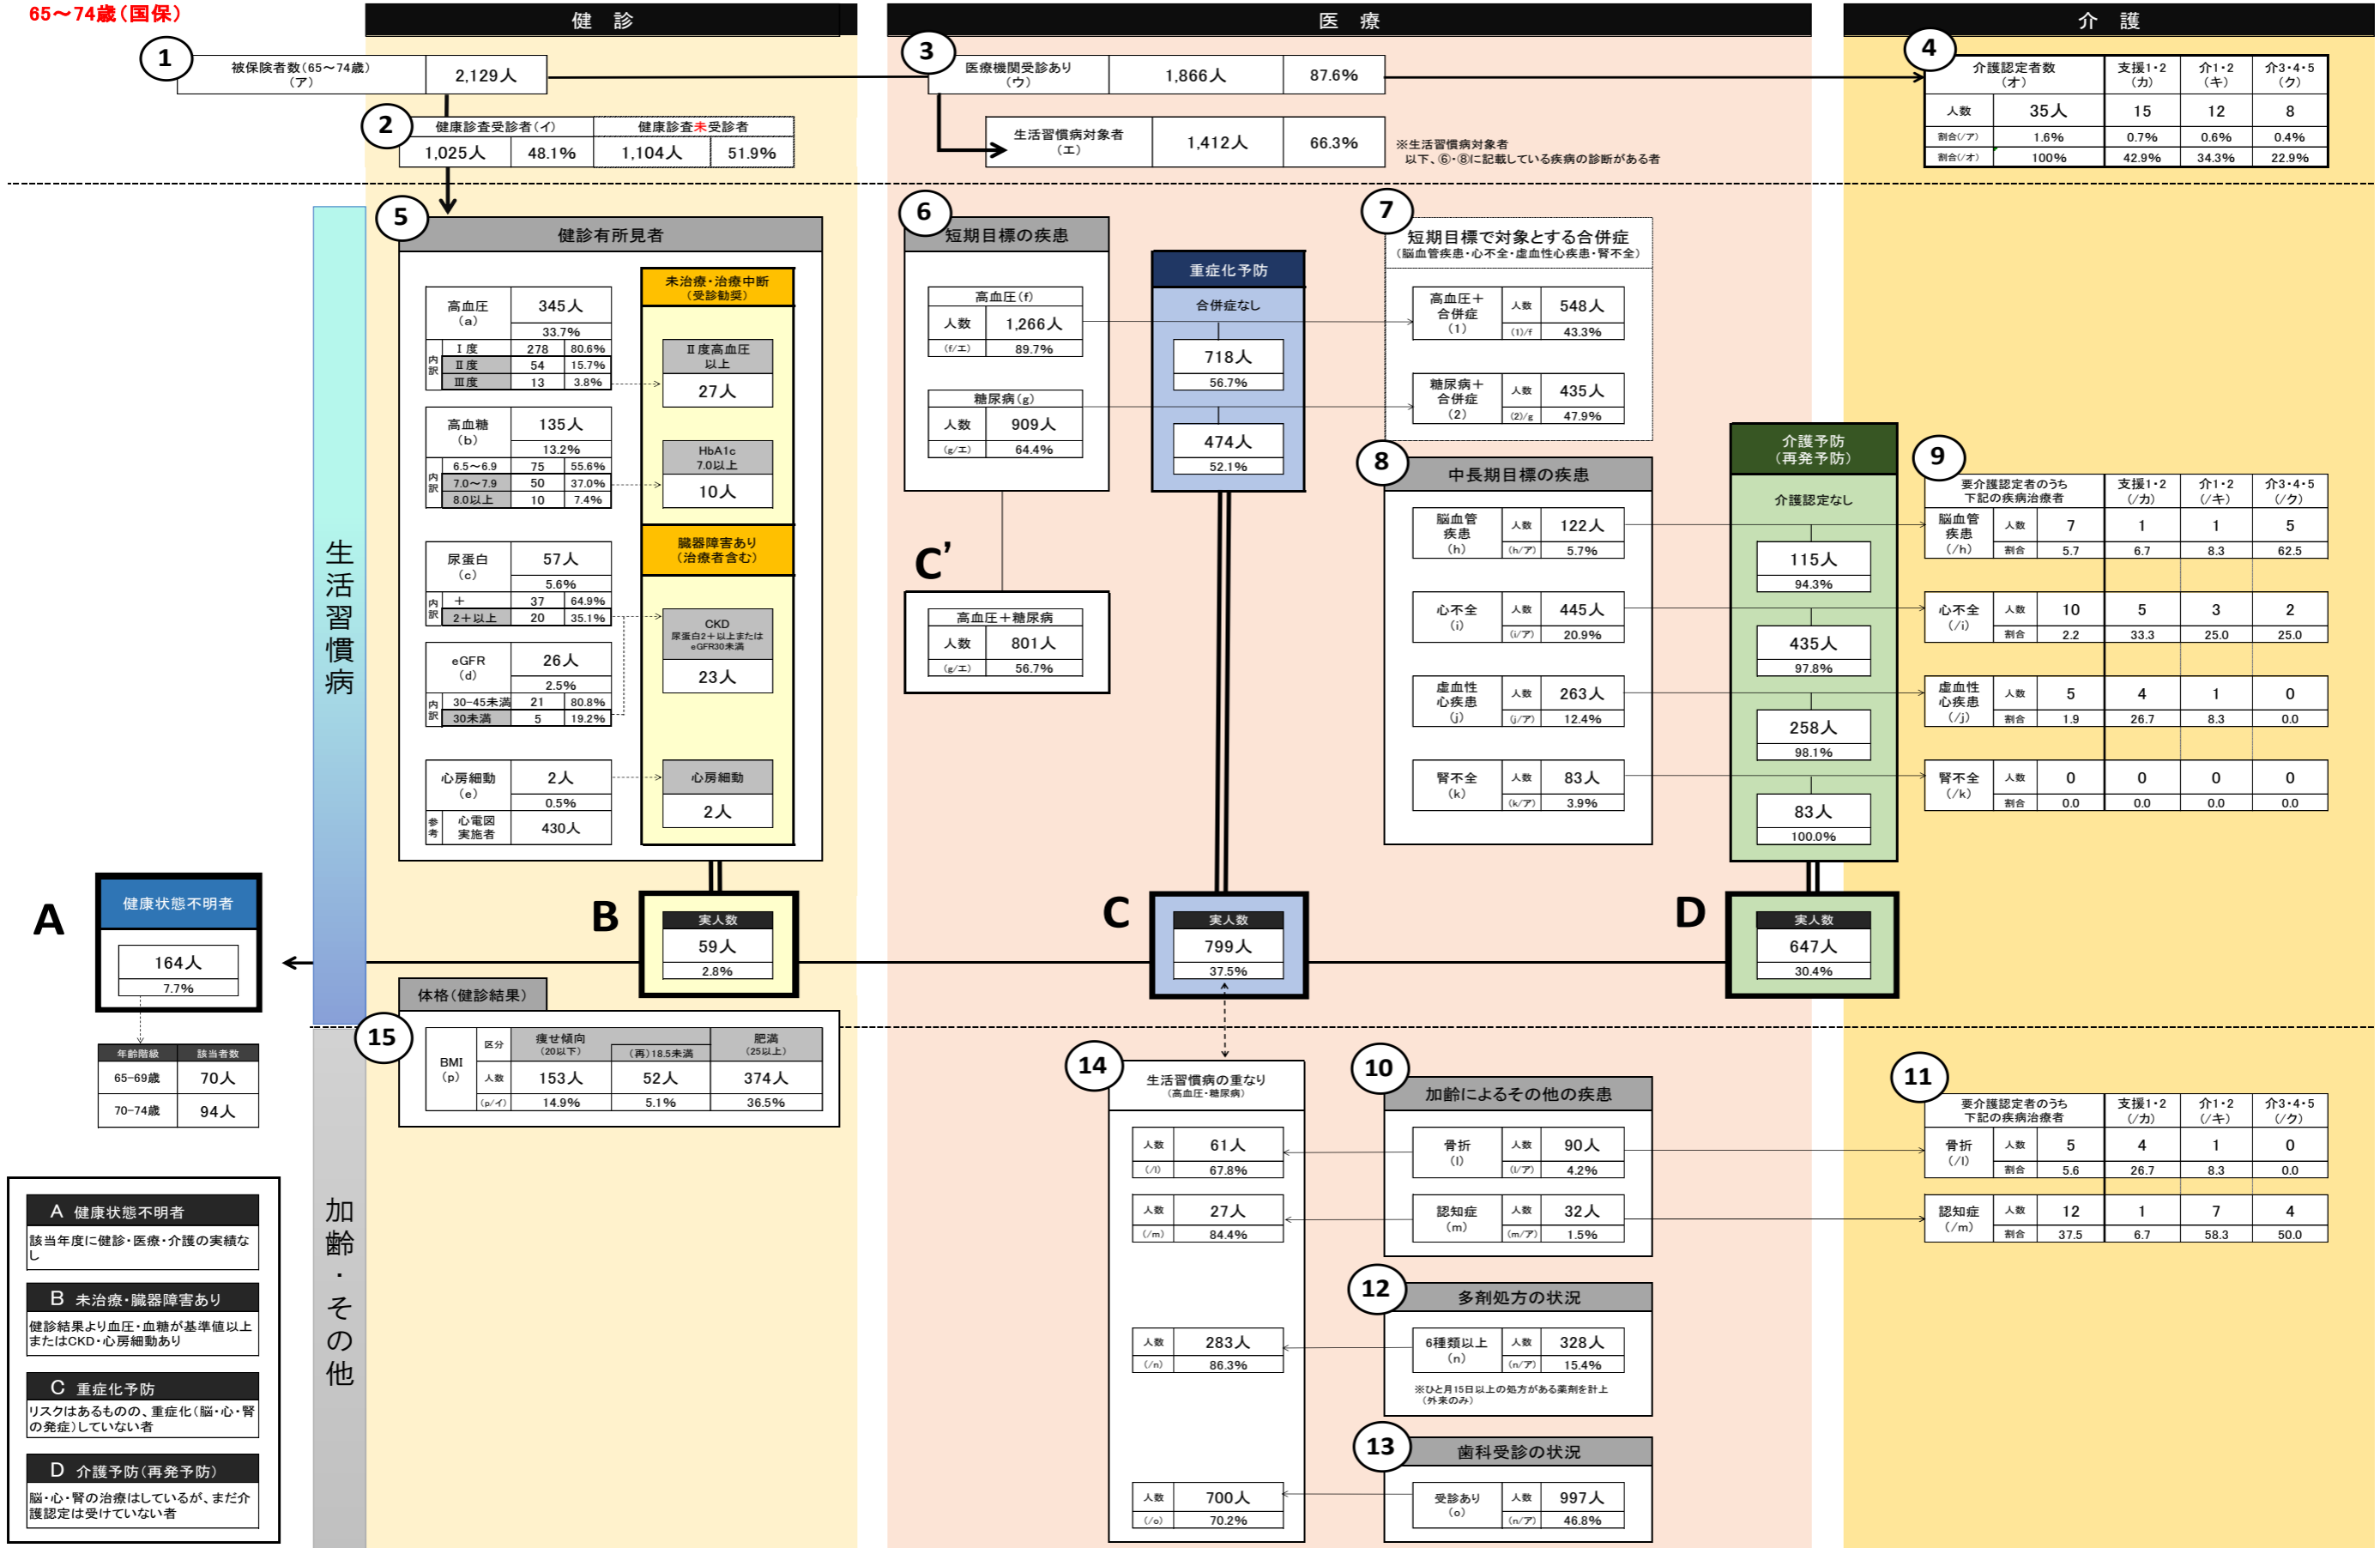 65～74歳(国保)
健 診
医 療
介 護
1
被保険者数(65～74歳)
(ア)
2,129人
3
医療機関受診あり
(ウ)
1,866人
87.6%
4
介護認定者数
(オ)
支援1・2
(カ)
介1・2
(キ)
介3・4・5
(ク)
人数 35人 15 12 8
割合(/ア) 1.6% 0.7% 0.6% 0.4%
割合(/オ) 100% 42.9% 34.3% 22.9%
2
健康診査受診者(イ) 健康診査未受診者
1,025人 48.1% 1,104人 51.9%
生活習慣病対象者
(エ)
1,412人
66.3%
※生活習慣病対象者
以下、⑥・⑧に記載している疾病の診断がある者
生活習慣病
5
健診有所見者
高血圧
(a)
345人
33.7%
内訳
Ⅰ度 278 80.6%
Ⅱ度 54 15.7%
Ⅲ度 13 3.8%
高血糖
(b)
135人
13.2%
内訳
6.5～6.9 75 55.6%
7.0～7.9 50 37.0%
8.0以上 10 7.4%
尿蛋白
(c)
57人
5.6%
内訳
＋ 37 64.9%
2＋以上 20 35.1%
eGFR
(d)
26人
2.5%
内訳
30-45未満 21 80.8%
30未満 5 19.2%
心房細動
(e)
2人
0.5%
参考
心電図
実施者
430人
未治療・治療中断
(受診勧奨)
Ⅱ度高血圧
以上
27人
HbA1c
7.0以上
10人
臓器障害あり
(治療者含む)
CKD
尿蛋白2＋以上または
eGFR30未満
23人
心房細動
2人
6
短期目標の疾患
高血圧(f)
人数 1,266人
(f/エ) 89.7%
糖尿病(g)
人数 909人
(g/エ) 64.4%
C'
高血圧＋糖尿病
人数 801人
(g/エ) 56.7%
重症化予防
合併症なし
718人
56.7%
474人
52.1%
7
短期目標で対象とする合併症
(脳血管疾患・心不全・虚血性心疾患・腎不全)
高血圧＋
合併症
(1)
人数 548人
(1)/f 43.3%
糖尿病＋
合併症
(2)
人数 435人
(2)/g 47.9%
8
中長期目標の疾患
脳血管
疾患
(h)
人数 122人
(h/ア) 5.7%
心不全
(i)
人数 445人
(i/ア) 20.9%
虚血性
心疾患
(j)
人数 263人
(j/ア) 12.4%
腎不全
(k)
人数 83人
(k/ア) 3.9%
介護予防
(再発予防)
介護認定なし
115人
94.3%
435人
97.8%
258人
98.1%
83人
100.0%
9
要介護認定者のうち
下記の疾病治療者
支援1・2
(/カ)
介1・2
(/キ)
介3・4・5
(/ク)
脳血管
疾患
(/h)
人数 7 1 1 5
割合 5.7 6.7 8.3 62.5
心不全
(/i)
人数 10 5 3 2
割合 2.2 33.3 25.0 25.0
虚血性
心疾患
(/j)
人数 5 4 1 0
割合 1.9 26.7 8.3 0.0
腎不全
(/k)
人数 0 0 0 0
割合 0.0 0.0 0.0 0.0
A
健康状態不明者
164人
7.7%
年齢階級 該当者数
65-69歳 70人
70-74歳 94人
B
実人数
59人
2.8%
C
実人数
799人
37.5%
D
実人数
647人
30.4%
体格(健診結果)
15
BMI
(p)
区分
痩せ傾向
(20以下)
(再)18.5未満
肥満
(25以上)
人数 153人 52人 374人
(p/イ) 14.9% 5.1% 36.5%
加齢・その他
14
生活習慣病の重なり
(高血圧・糖尿病)
人数 61人
(/l) 67.8%
人数 27人
(/m) 84.4%
人数 283人
(/n) 86.3%
人数 700人
(/o) 70.2%
10
加齢によるその他の疾患
骨折
(l)
人数 90人
(l/ア) 4.2%
認知症
(m)
人数 32人
(m/ア) 1.5%
12
多剤処方の状況
6種類以上
(n)
人数 328人
(n/ア) 15.4%
※ひと月15日以上の処方がある薬剤を計上
(外来のみ)
13
歯科受診の状況
受診あり
(o)
人数 997人
(n/ア) 46.8%
11
要介護認定者のうち
下記の疾病治療者
支援1・2
(/カ)
介1・2
(/キ)
介3・4・5
(/ク)
骨折
(/l)
人数 5 4 1 0
割合 5.6 26.7 8.3 0.0
認知症
(/m)
人数 12 1 7 4
割合 37.5 6.7 58.3 50.0
A 健康状態不明者
該当年度に健診・医療・介護の実績な
し
B 未治療・臓器障害あり
健診結果より血圧・血糖が基準値以上
またはCKD・心房細動あり
C 重症化予防
リスクはあるものの、重症化(脳・心・腎
の発症)していない者
D 介護予防(再発予防)
脳・心・腎の治療はしているが、まだ介
護認定は受けていない者